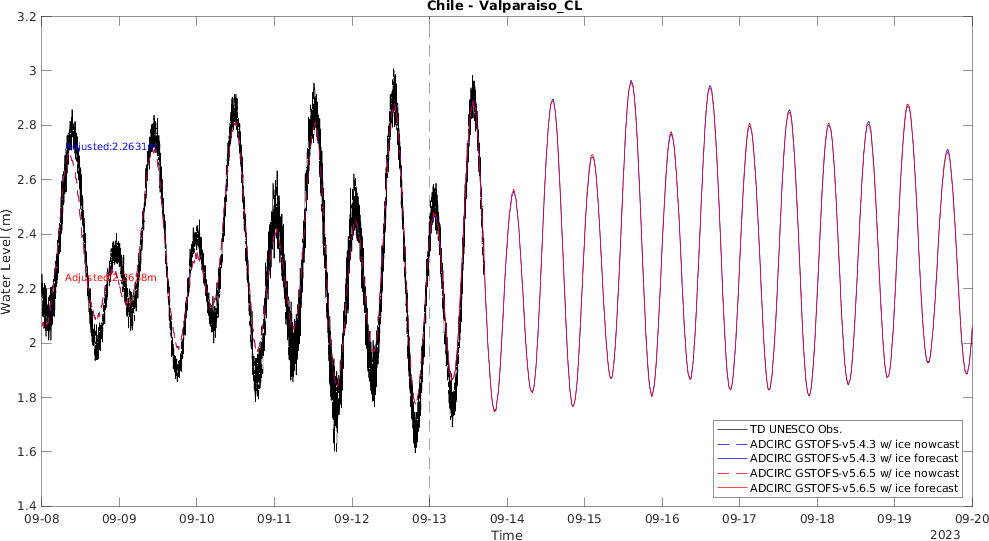 Chile - Valparaiso_CL
3.2
3
2.8
2.6
2.4
2.2
2
1.8
1.6
1.4
Water Level (m)
Adjusted:2.2631m
TD UNESCO Obs.
ADCIRC GSTOFS-v5.4.3 w/ ice nowcast
ADCIRC GSTOFS-v5.4.3 w/ ice forecast
ADCIRC GSTOFS-v5.6.5 w/ ice nowcast
ADCIRC GSTOFS-v5.6.5 w/ ice forecast
09-08 09-09 09-10 09-11 09-12 09-13 09-14 09-15 09-16 09-17 09-18 09-19 09-20
Time
2023